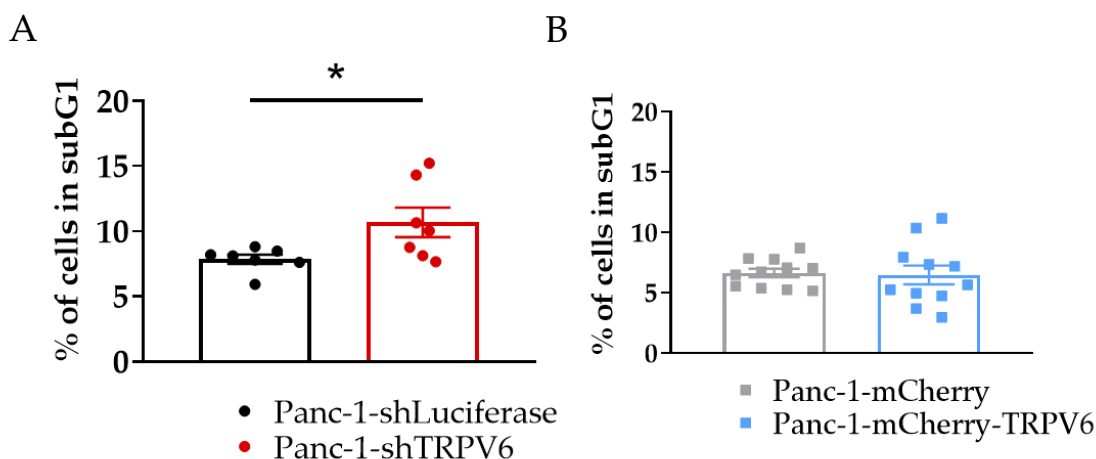 A
B
*
% of cells in subG1
20
15
10
5
0
Panc-1-shLuciferase
Panc-1-shTRPV6
% of cells in subG1
20
15
10
5
0
Panc-1-mCherry
Panc-1-mCherry-TRPV6